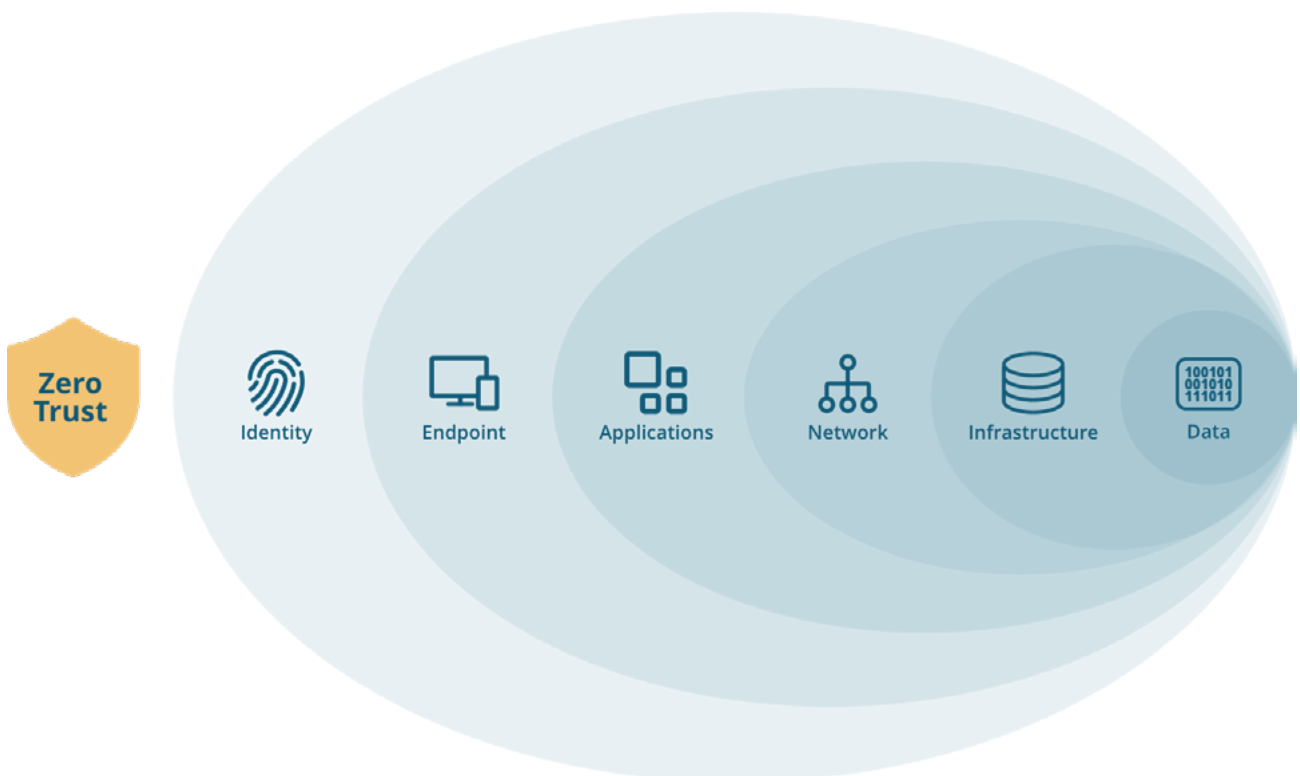 Zero
Trust
Identity
Endpoint
Applications
Network
Infrastructure
100101
001010
111011
Data